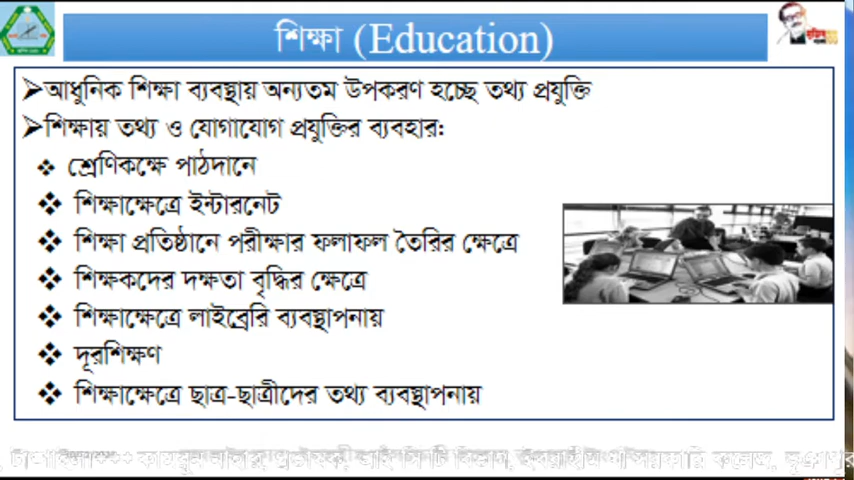 শিক্ষা (Education)
আধুনিক শিক্ষা ব্যবস্থায় অন্যতম উপকরণ হচ্ছে তথ্য প্রযুক্তি
শিক্ষায় তথ্য ও যোগাযোগ প্রযুক্তির ব্যবহার:
শ্রেণিকক্ষে পাঠদানে
শিক্ষাক্ষেত্রে ইন্টারনেট
শিক্ষা প্রতিষ্ঠানে পরীক্ষার ফলাফল তৈরির ক্ষেত্রে
শিক্ষকদের দক্ষতা বৃদ্ধির ক্ষেত্রে
শিক্ষাক্ষেত্রে লাইব্রেরি ব্যবস্থাপনায়
দূরশিক্ষণ
শিক্ষাক্ষেত্রে ছাত্র-ছাত্রীদের তথ্য ব্যবস্থাপনায়